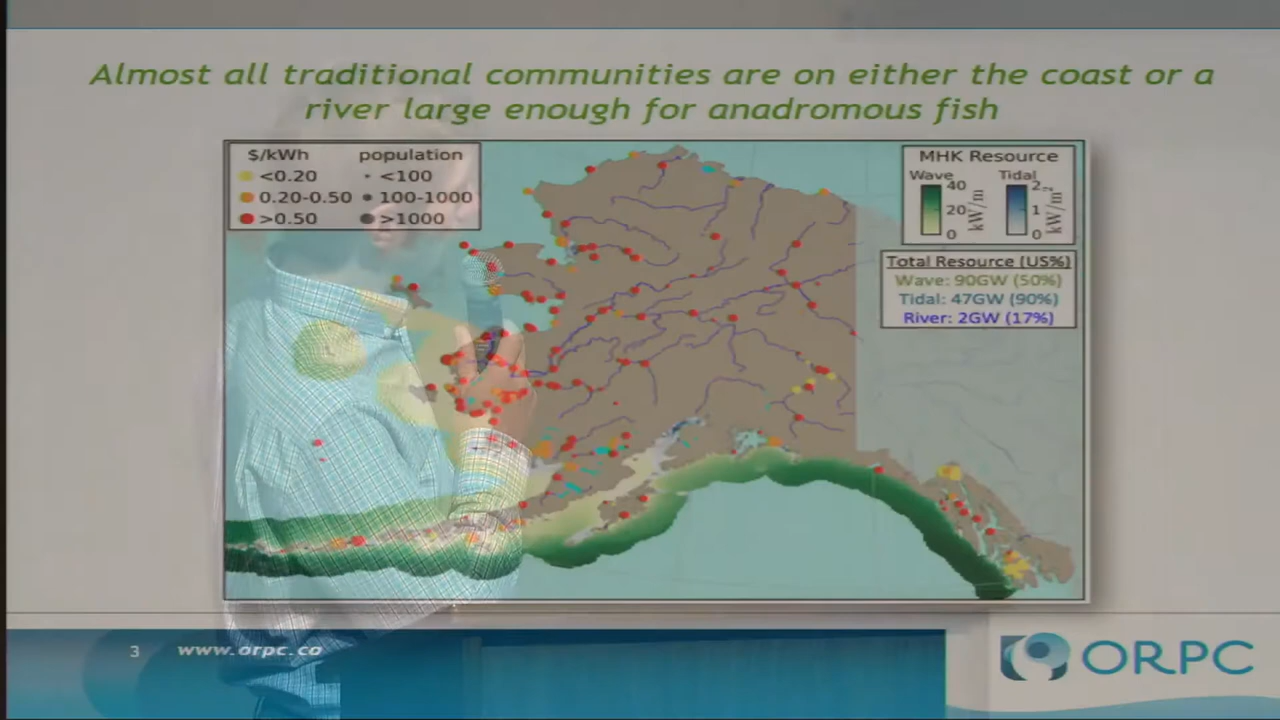 Almost all traditional communities are on either the coast or a
river large enough for anadromous fish
$/kWh population
<0.20 <100
0.20-0.50 100-1000
>0.50 >1000
MHK Resource
Wave Tidal
40 2
20 1
0 0
kW/m kW/m²
Total Resource (US%)
Wave: 90GW (50%)
Tidal: 47GW (90%)
River: 2GW (17%)
3 www.orpc.co
ORPC